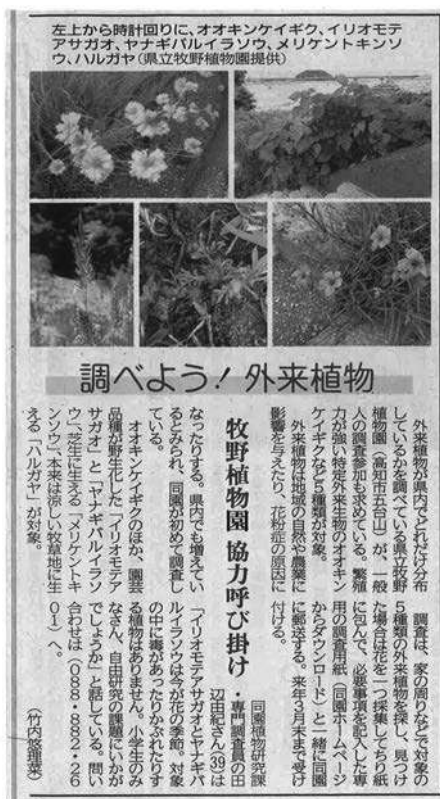 左上から時計回りに、オオキンケイギク、イリオモテ
アサガオ、ヤナギバルイラソウ、メリケントキンソ
ウ、ハルガヤ(県立牧野植物園提供)
調べよう!外来植物
牧野植物園 協力呼び掛け
外来植物が県内でどれだけ分布
しているかを調べている県立牧野
植物園(高知市五台山)が、一般
人の調査参加も求めている。繁殖
力が強い特定外来生物のオオキン
ケイギクなど5種類が対象。
外来植物は地域の自然や農業に
影響を与えたり、花粉症の原因に
なったりする。県内でも増えてい
るとみられ、同園が初めて調査し
ている。
オオキンケイギクのほか、園芸
品種が野生化した「イリオモテア
サガオ」と「ヤナギバルイラソ
ウ」、芝生に生える「メリケントキ
ンソウ」、本来は涼しい牧草地に生
える「ハルガヤ」が対象。
調査は、家の周りなどで対象の
5種類の外来植物を探し、見つけ
た場合は花を一つ採集してちり紙
に包んで、必要事項を記入した専
用の調査用紙(同園ホームページ
からダウンロード)と一緒に同園
に郵送する。来年3月末まで受け
付ける。
同園植物研究課
・専門調査員の田
辺由紀さん(39)は
「イリオモテアサガオとヤナギバ
ルイラソウは今が花の季節。対象
の中に毒があったりかぶれたりす
る植物はありません。小学生のみ
なさん、自由研究の課題にいかが
でしょうか」と話している。問い
合わせは(088・882・26
01)へ。
(竹内悠理菜)